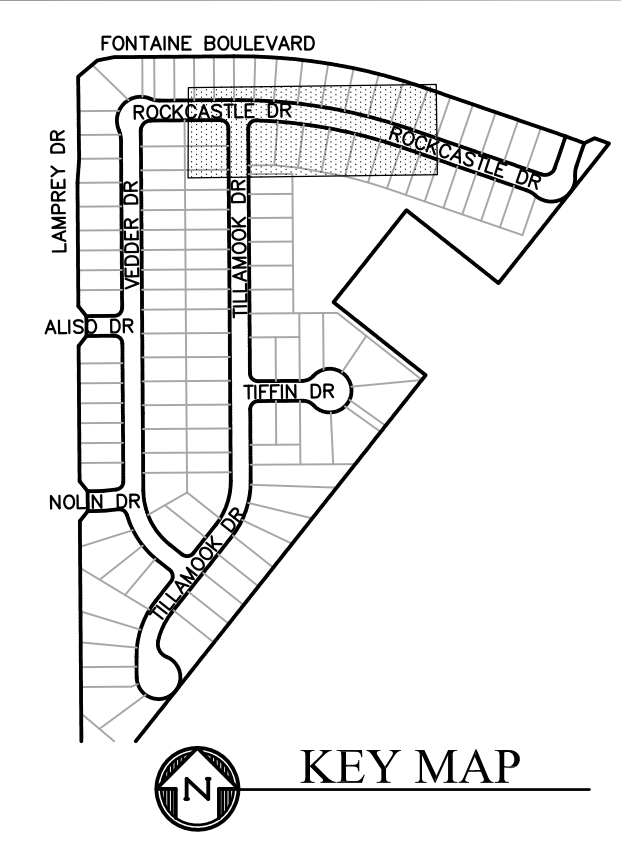 FONTAINE BOULEVARD
ROCKCASTLE DR
ROCKCASTLE DR
LAMPREY DR
VEDDER DR
TILLAMOOK DR
ALISO DR
TIFFIN DR
NOLIN DR
TILLAMOOK DR
KEY MAP
N